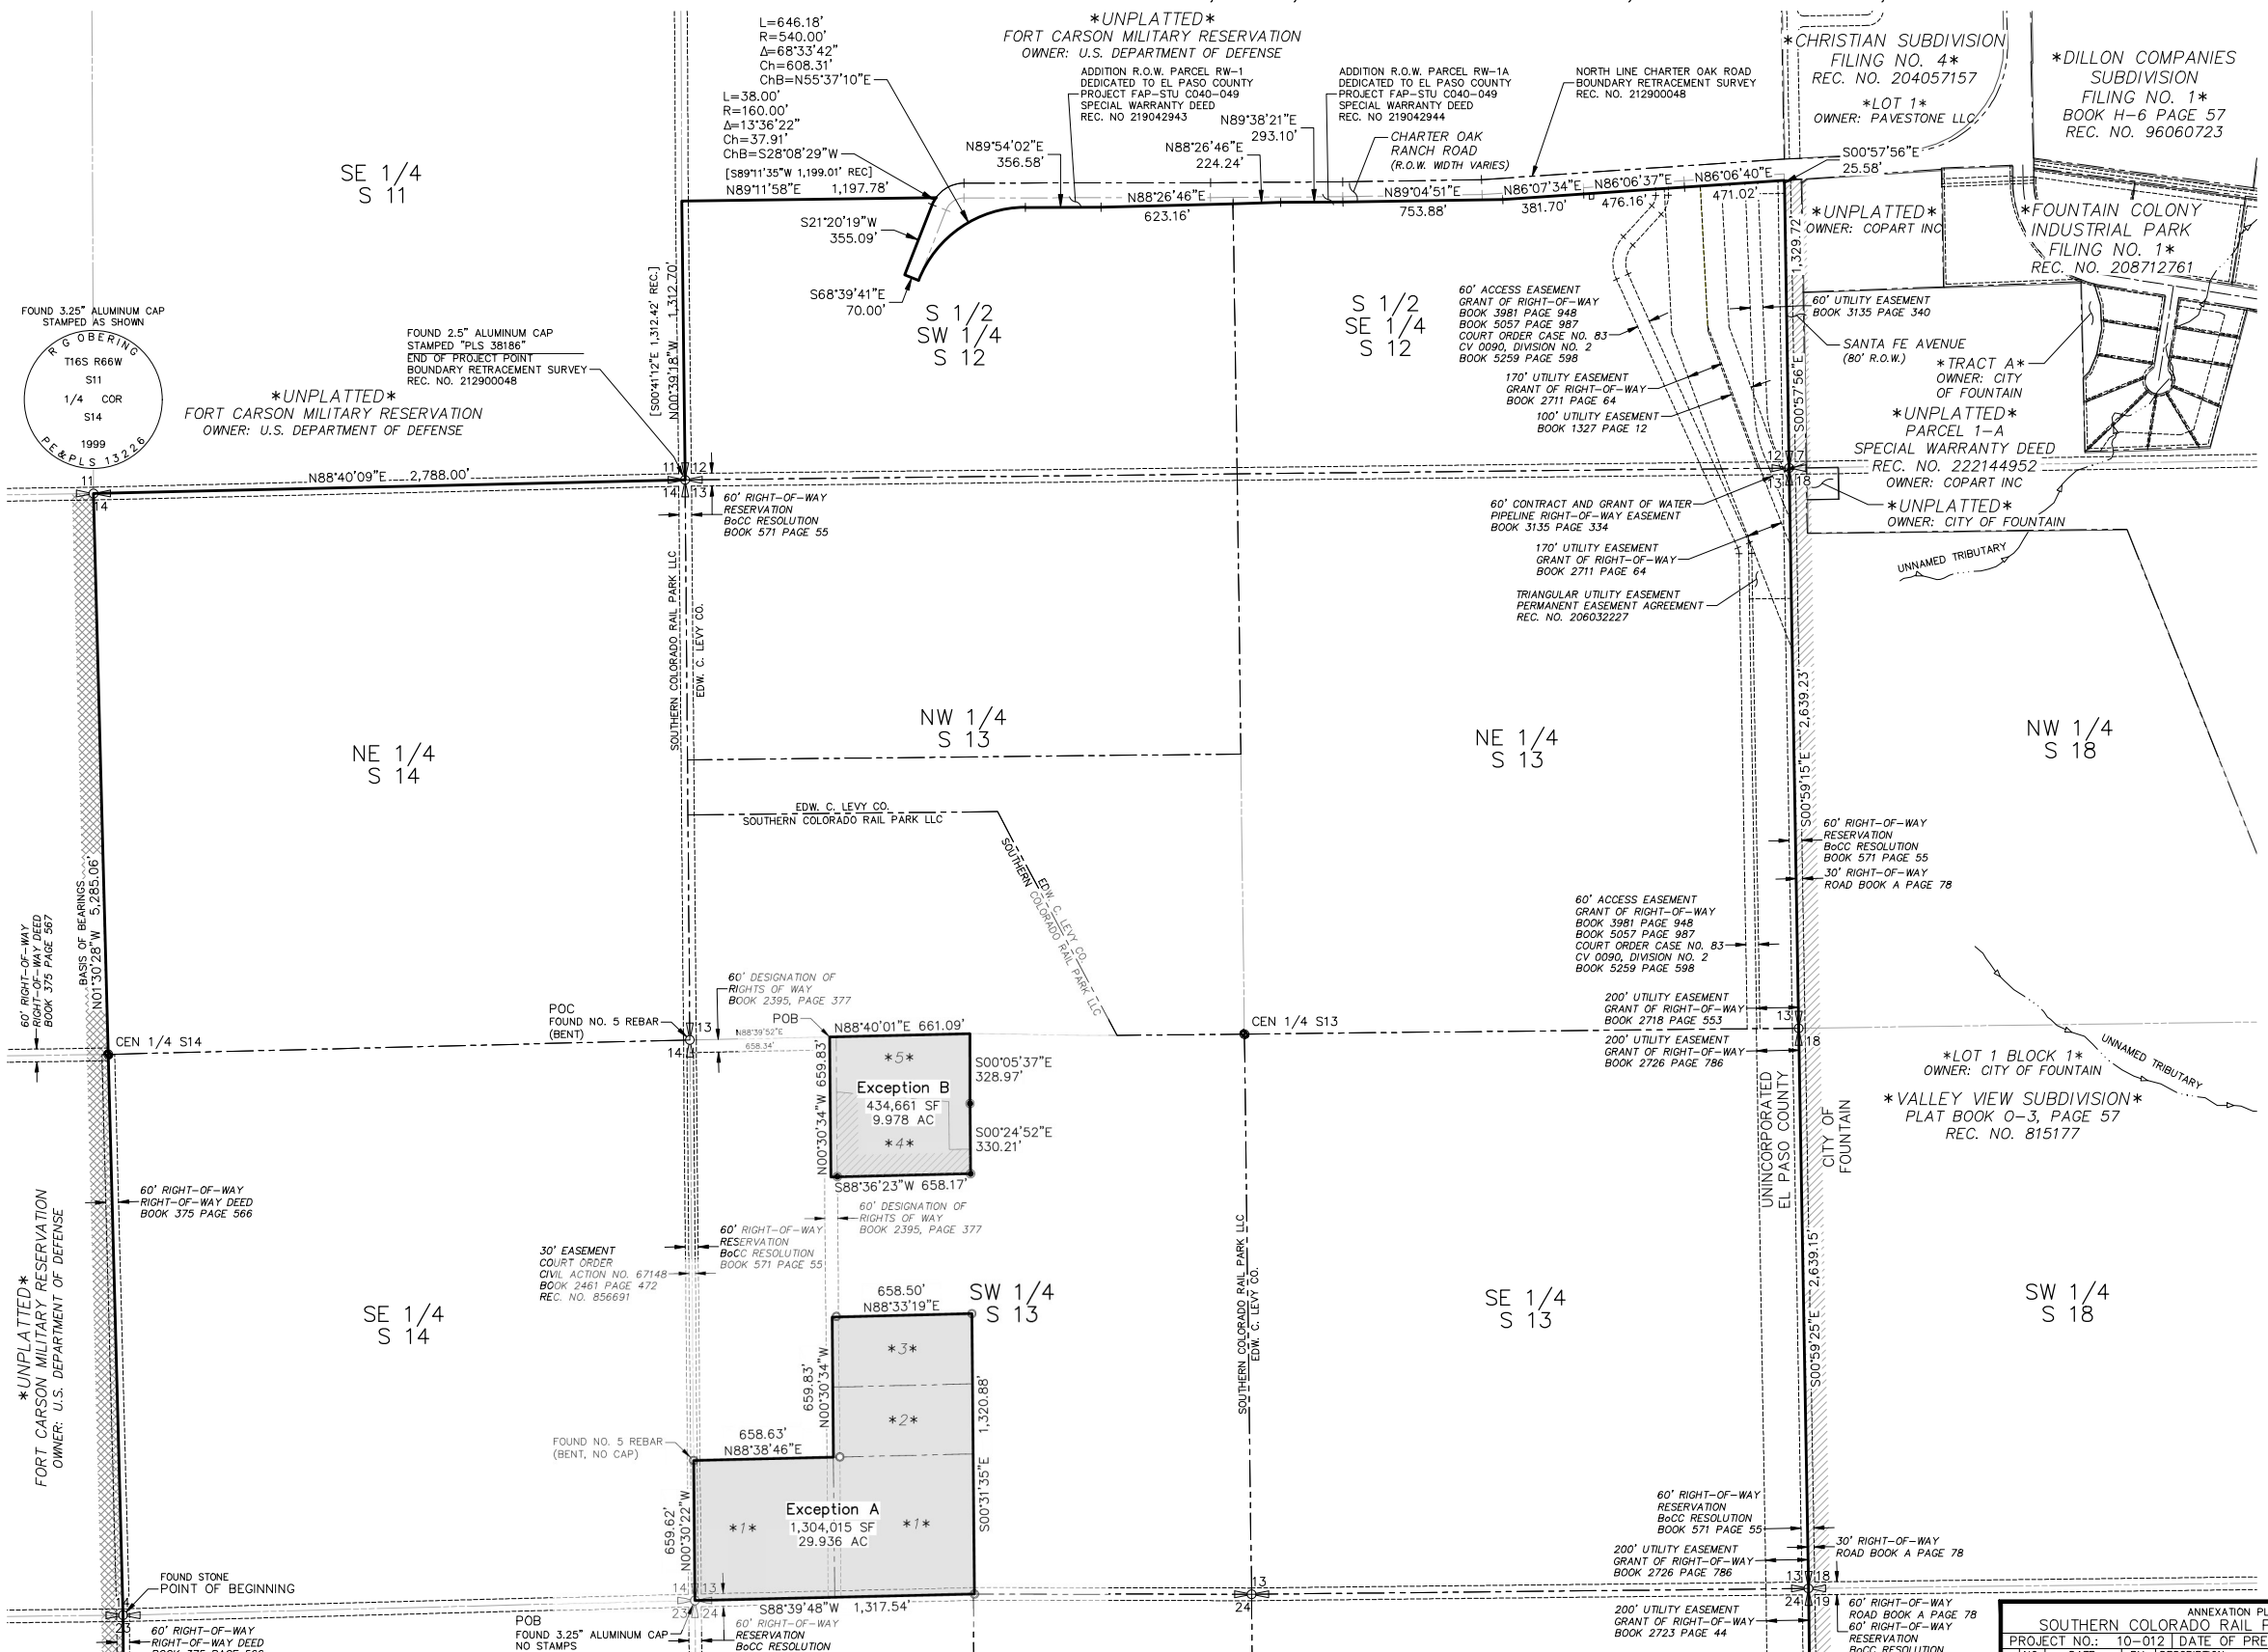 L=646.18'
R=540.00'
Δ=68°33'42"
Ch=608.31'
ChB=N55°37'10"E
L=38.00'
R=160.00'
Δ=13°36'22"
Ch=37.91'
ChB=S28°08'29"W
[S89°11'35"W 1,199.01' REC]
N89°11'58"E 1,197.78'
*UNPLATTED*
FORT CARSON MILITARY RESERVATION
OWNER: U.S. DEPARTMENT OF DEFENSE
ADDITION R.O.W. PARCEL RW-1
DEDICATED TO EL PASO COUNTY
PROJECT FAP-STU C040-049
SPECIAL WARRANTY DEED
REC. NO 219042943
ADDITION R.O.W. PARCEL RW-1A
DEDICATED TO EL PASO COUNTY
PROJECT FAP-STU C040-049
SPECIAL WARRANTY DEED
REC. NO 219042944
NORTH LINE CHARTER OAK ROAD
BOUNDARY RETRACEMENT SURVEY
REC. NO. 212900048
*CHRISTIAN SUBDIVISION
FILING NO. 4*
REC. NO. 204057157
*LOT 1*
OWNER: PAVESTONE LLC
*DILLON COMPANIES
SUBDIVISION
FILING NO. 1*
BOOK H-6 PAGE 57
REC. NO. 96060723
N89°54'02"E
356.58'
N88°26'46"E
224.24'
N89°38'21"E
293.10'
CHARTER OAK
RANCH ROAD
(R.O.W. WIDTH VARIES)
S00°57'56"E
25.58'
N88°26'46"E
623.16'
N89°04'51"E
753.88'
N86°07'34"E
381.70'
N86°06'37"E
476.16'
N86°06'40"E
471.02'
SE 1/4
S 11
S21°20'19"W
355.09'
S68°39'41"E
70.00'
[S00°41'12"E 1,312.42' REC.]
N00°39'18"W 1,312.70'
S 1/2
SW 1/4
S 12
S 1/2
SE 1/4
S 12
*UNPLATTED*
OWNER: COPART INC
*FOUNTAIN COLONY
INDUSTRIAL PARK
FILING NO. 1*
REC. NO. 208712761
1,329.72'
S00°57'56"E
60' ACCESS EASEMENT
GRANT OF RIGHT-OF-WAY
BOOK 3981 PAGE 948
BOOK 5057 PAGE 987
COURT ORDER CASE NO. 83
CV 0090, DIVISION NO. 2
BOOK 5259 PAGE 598
60' UTILITY EASEMENT
BOOK 3135 PAGE 340
SANTA FE AVENUE
(80' R.O.W.)
*TRACT A*
OWNER: CITY
OF FOUNTAIN
170' UTILITY EASEMENT
GRANT OF RIGHT-OF-WAY
BOOK 2711 PAGE 64
100' UTILITY EASEMENT
BOOK 1327 PAGE 12
*UNPLATTED*
PARCEL 1-A
SPECIAL WARRANTY DEED
REC. NO. 222144952
OWNER: COPART INC
*UNPLATTED*
OWNER: CITY OF FOUNTAIN
FOUND 3.25" ALUMINUM CAP
STAMPED AS SHOWN
R G OBERING
T16S R66W
S11
1/4 COR
S14
1999
PE&PLS 13226
FOUND 2.5" ALUMINUM CAP
STAMPED "PLS 38186"
END OF PROJECT POINT
BOUNDARY RETRACEMENT SURVEY
REC. NO. 212900048
*UNPLATTED*
FORT CARSON MILITARY RESERVATION
OWNER: U.S. DEPARTMENT OF DEFENSE
N88°40'09"E 2,788.00'
11
14
11 12
14 13
12 7
13 18
60' RIGHT-OF-WAY
RESERVATION
BoCC RESOLUTION
BOOK 571 PAGE 55
60' CONTRACT AND GRANT OF WATER
PIPELINE RIGHT-OF-WAY EASEMENT
BOOK 3135 PAGE 334
170' UTILITY EASEMENT
GRANT OF RIGHT-OF-WAY
BOOK 2711 PAGE 64
TRIANGULAR UTILITY EASEMENT
PERMANENT EASEMENT AGREEMENT
REC. NO. 206032227
UNNAMED TRIBUTARY
SOUTHERN COLORADO RAIL PARK LLC
EDW. C. LEVY CO.
NE 1/4
S 14
NW 1/4
S 13
NE 1/4
S 13
NW 1/4
S 18
S00°59'15"E 2,639.23'
EDW. C. LEVY CO.
SOUTHERN COLORADO RAIL PARK LLC
EDW. C. LEVY CO.
SOUTHERN COLORADO RAIL PARK LLC
60' RIGHT-OF-WAY
RESERVATION
BoCC RESOLUTION
BOOK 571 PAGE 55
30' RIGHT-OF-WAY
ROAD BOOK A PAGE 78
60' RIGHT-OF-WAY
RIGHT-OF-WAY DEED
BOOK 375 PAGE 567
BASIS OF BEARINGS
N01°30'28"W 5,285.06'
60' ACCESS EASEMENT
GRANT OF RIGHT-OF-WAY
BOOK 3981 PAGE 948
BOOK 5057 PAGE 987
COURT ORDER CASE NO. 83
CV 0090, DIVISION NO. 2
BOOK 5259 PAGE 598
200' UTILITY EASEMENT
GRANT OF RIGHT-OF-WAY
BOOK 2718 PAGE 553
200' UTILITY EASEMENT
GRANT OF RIGHT-OF-WAY
BOOK 2726 PAGE 786
CEN 1/4 S14
POC
FOUND NO. 5 REBAR
(BENT)
13
14
60' DESIGNATION OF
RIGHTS OF WAY
BOOK 2395, PAGE 377
POB
N88°39'52"E
658.34'
N88°40'01"E 661.09'
CEN 1/4 S13
13
18
*5*
Exception B
434,661 SF
9.978 AC
*4*
N00°30'34"W 659.83'
S00°05'37"E
328.97'
S00°24'52"E
330.21'
S88°36'23"W 658.17'
*LOT 1 BLOCK 1*
OWNER: CITY OF FOUNTAIN
*VALLEY VIEW SUBDIVISION*
PLAT BOOK O-3, PAGE 57
REC. NO. 815177
UNNAMED TRIBUTARY
UNINCORPORATED
EL PASO COUNTY
CITY OF
FOUNTAIN
60' RIGHT-OF-WAY
RIGHT-OF-WAY DEED
BOOK 375 PAGE 566
*UNPLATTED*
FORT CARSON MILITARY RESERVATION
OWNER: U.S. DEPARTMENT OF DEFENSE
60' DESIGNATION OF
RIGHTS OF WAY
BOOK 2395, PAGE 377
60' RIGHT-OF-WAY
RESERVATION
BoCC RESOLUTION
BOOK 571 PAGE 55
30' EASEMENT
COURT ORDER
CIVIL ACTION NO. 67148
BOOK 2461 PAGE 472
REC. NO. 856691
SE 1/4
S 14
SW 1/4
S 13
SE 1/4
S 13
SW 1/4
S 18
SOUTHERN COLORADO RAIL PARK LLC
EDW. C. LEVY CO.
S00°59'25"E 2,639.15'
658.50'
N88°33'19"E
*3*
*2*
659.83'
N00°30'34"W
1,320.88'
S00°31'35"E
658.63'
N88°38'46"E
FOUND NO. 5 REBAR
(BENT, NO CAP)
659.62'
N00°30'22"W
Exception A
1,304,015 SF
29.936 AC
*1*
*1*
S88°39'48"W 1,317.54'
FOUND STONE
POINT OF BEGINNING
14
23
60' RIGHT-OF-WAY
RIGHT-OF-WAY DEED
14 13
23 24
POB
FOUND 3.25" ALUMINUM CAP
NO STAMPS
60' RIGHT-OF-WAY
RESERVATION
BoCC RESOLUTION
13
24
60' RIGHT-OF-WAY
RESERVATION
BoCC RESOLUTION
BOOK 571 PAGE 55
200' UTILITY EASEMENT
GRANT OF RIGHT-OF-WAY
BOOK 2726 PAGE 786
30' RIGHT-OF-WAY
ROAD BOOK A PAGE 78
13 18
24 19
200' UTILITY EASEMENT
GRANT OF RIGHT-OF-WAY
BOOK 2723 PAGE 44
60' RIGHT-OF-WAY
ROAD BOOK A PAGE 78
60' RIGHT-OF-WAY
RESERVATION
BoCC RESOLUTION
ANNEXATION PL
SOUTHERN COLORADO RAIL P
PROJECT NO.: 10-012 DATE OF PRE